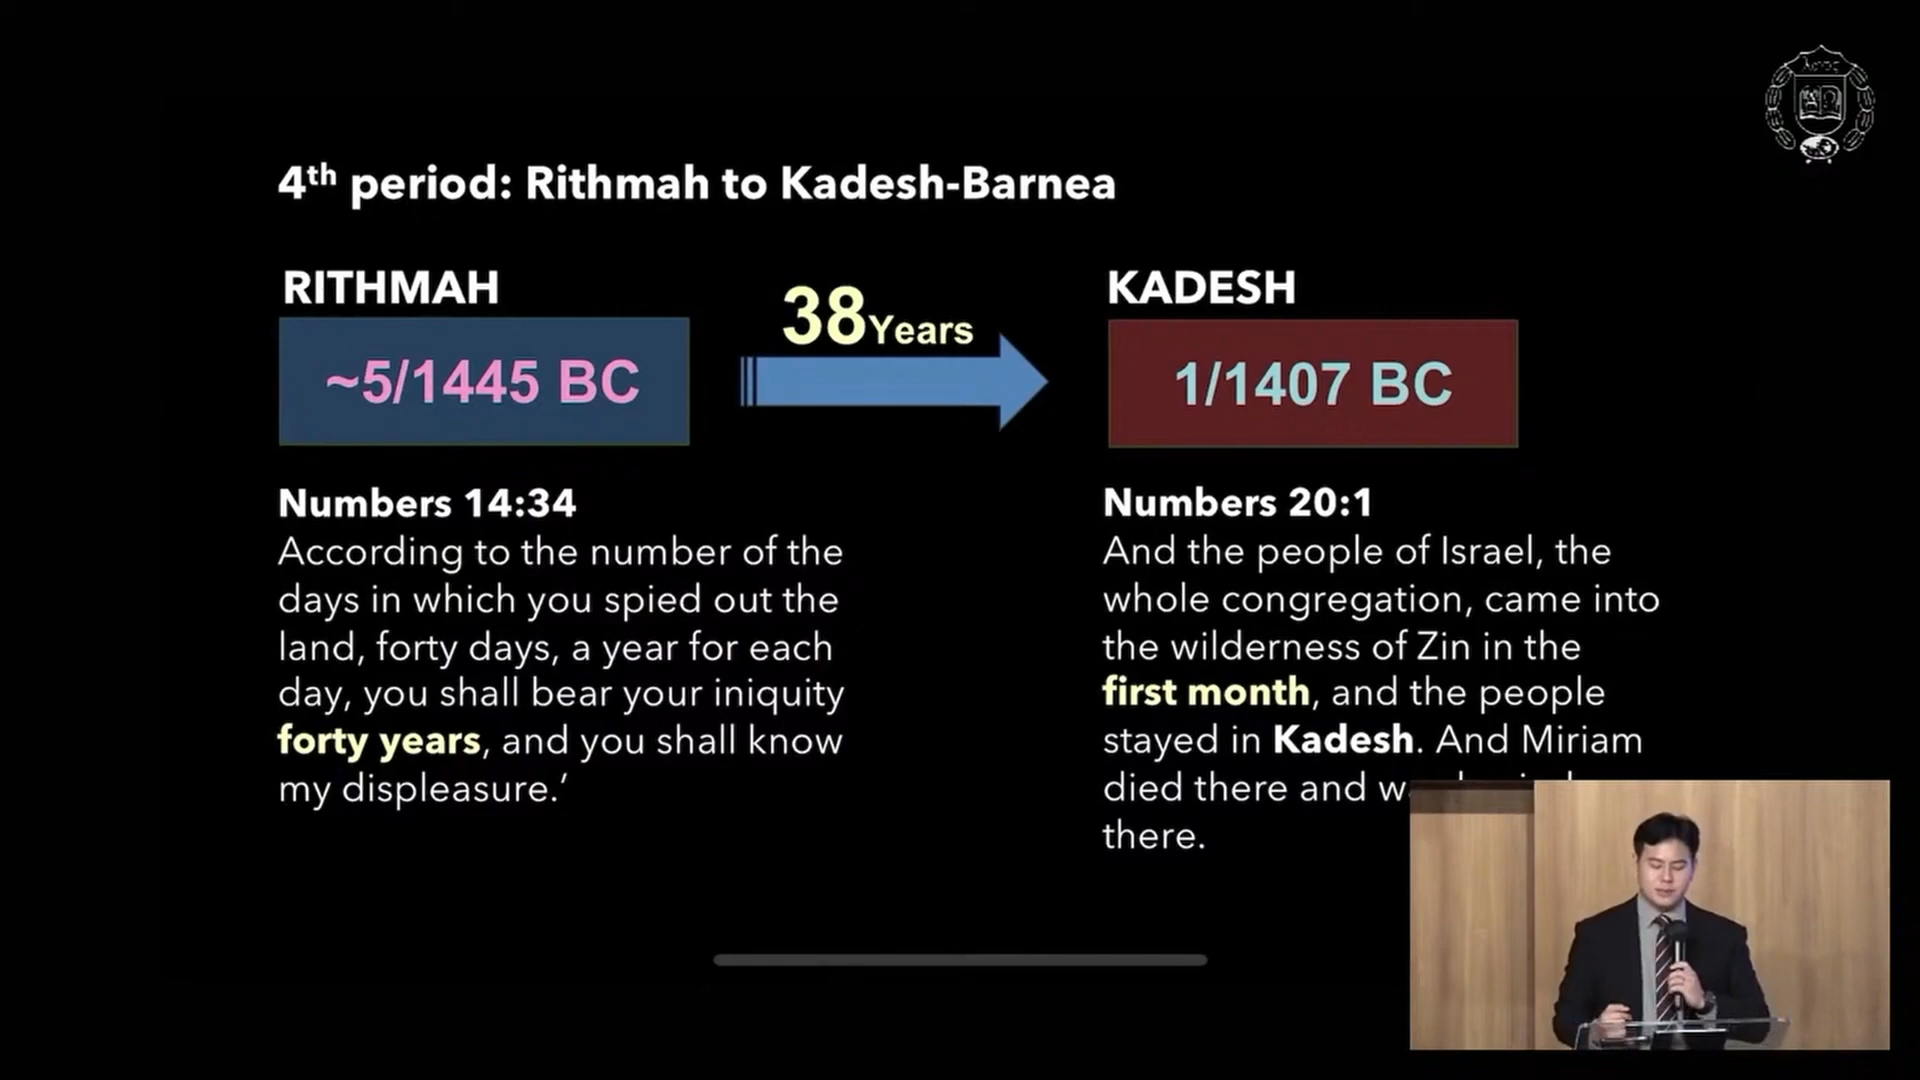 4th period: Rithmah to Kadesh-Barnea
RITHMAH
~5/1445 BC
38Years
KADESH
1/1407 BC
Numbers 14:34
According to the number of the
days in which you spied out the
land, forty days, a year for each
day, you shall bear your iniquity
forty years, and you shall know
my displeasure.’
Numbers 20:1
And the people of Israel, the
whole congregation, came into
the wilderness of Zin in the
first month, and the people
stayed in Kadesh. And Miriam
died there and
there.